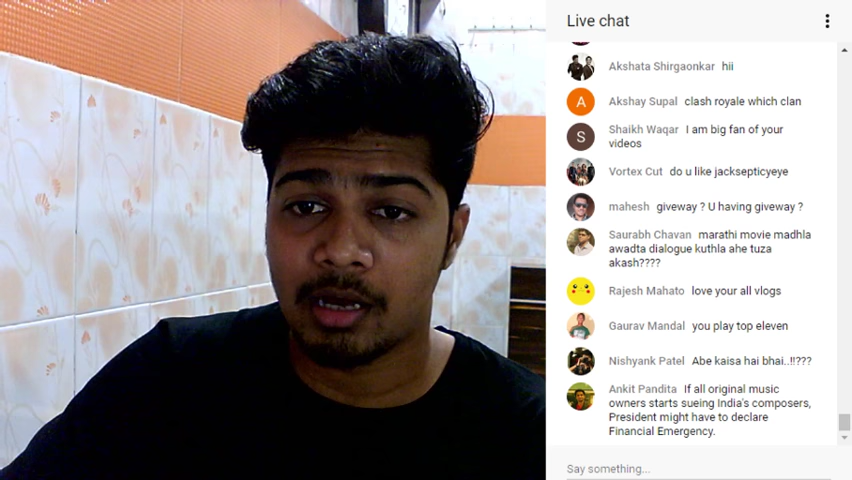 Live chat
Akshata Shirgaonkar hii
A Akshay Supal clash royale which clan
S Shaikh Waqar I am big fan of your
videos
Vortex Cut do u like jacksepticyeye
mahesh giveway ? U having giveway ?
Saurabh Chavan marathi movie madhla
awadta dialogue kuthla ahe tuza
akash????
Rajesh Mahato love your all vlogs
Gaurav Mandal you play top eleven
Nishyank Patel Abe kaisa hai bhai..!!???
Ankit Pandita If all original music
owners starts sueing India's composers,
President might have to declare
Financial Emergency.
Say something...